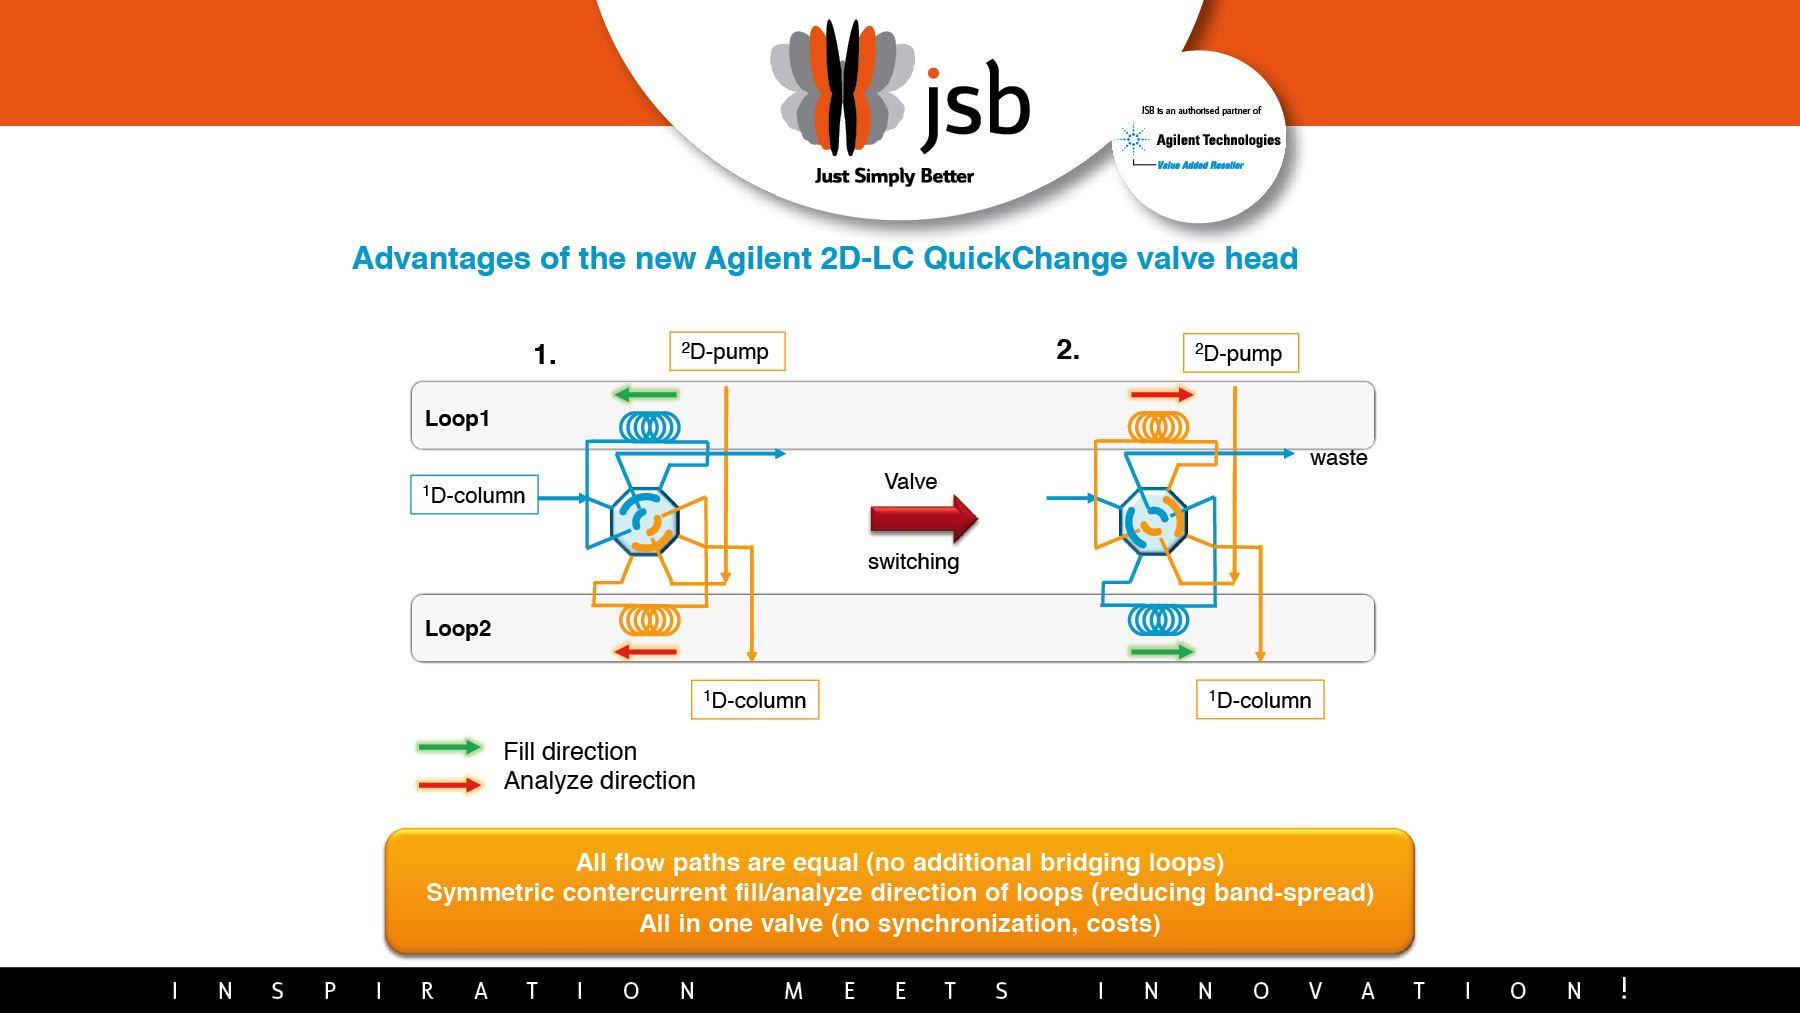 jsb
Just Simply Better
JSB is an authorised partner of
Agilent Technologies
Value Added Reseller
Advantages of the new Agilent 2D-LC QuickChange valve head
1.
²D-pump
2.
²D-pump
Loop1
waste
¹D-column
Valve
switching
Loop2
¹D-column
¹D-column
Fill direction
Analyze direction
All flow paths are equal (no additional bridging loops)
Symmetric contercurrent fill/analyze direction of loops (reducing band-spread)
All in one valve (no synchronization, costs)
INSPIRATION MEETS INNOVATION!